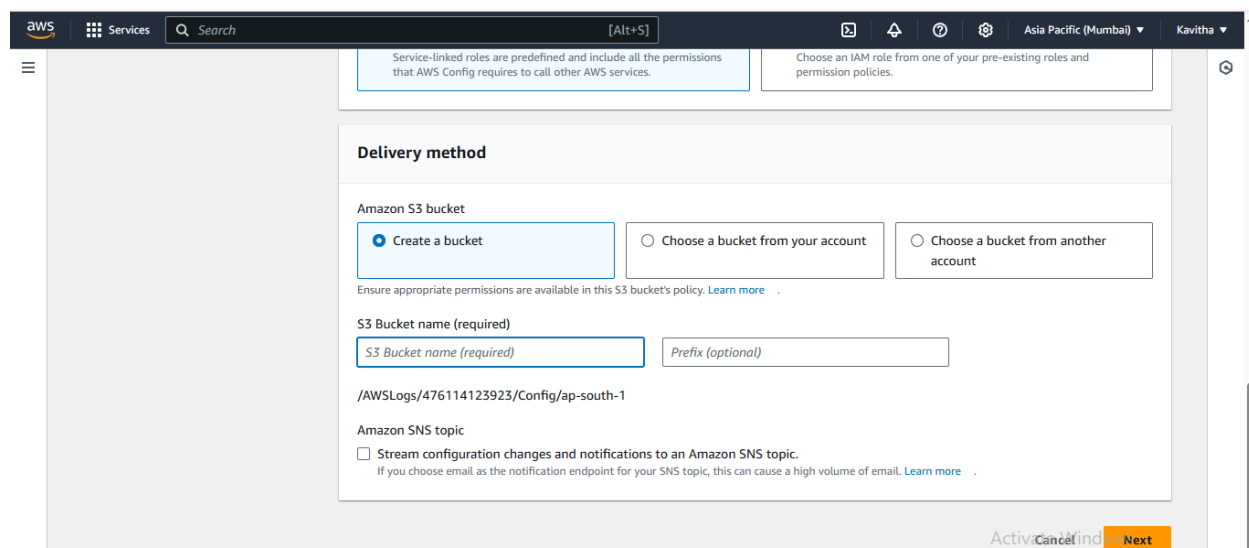 aws
Services
Search
[Alt+S]
Asia Pacific (Mumbai)
Kavitha
Service-linked roles are predefined and include all the permissions
that AWS Config requires to call other AWS services.
Choose an IAM role from one of your pre-existing roles and
permission policies.
Delivery method
Amazon S3 bucket
Create a bucket
Choose a bucket from your account
Choose a bucket from another
account
Ensure appropriate permissions are available in this S3 bucket's policy. Learn more .
S3 Bucket name (required)
S3 Bucket name (required)
Prefix (optional)
/AWSLogs/476114123923/Config/ap-south-1
Amazon SNS topic
Stream configuration changes and notifications to an Amazon SNS topic.
If you choose email as the notification endpoint for your SNS topic, this can cause a high volume of email. Learn more .
Cancel
Next